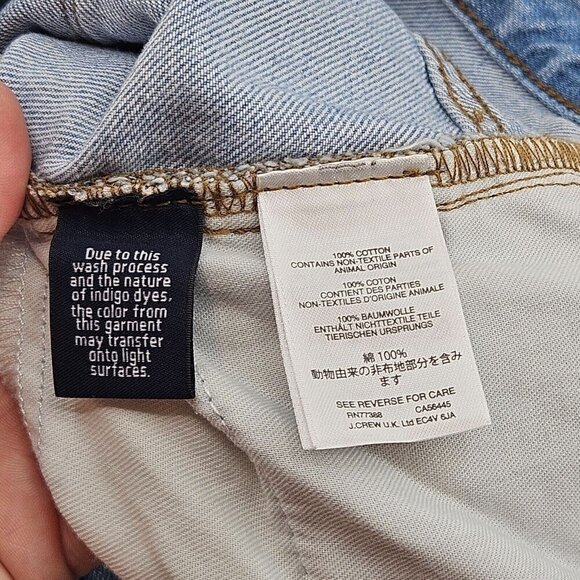 Due to this
wash process
and the nature
of indigo dyes,
the color from
this garment
may transfer
onto light
surfaces.
100% COTTON
CONTAINS NON-TEXTILE PARTS OF
ANIMAL ORIGIN
100% COTON
CONTIENT DES PARTIES
NON-TEXTILES D'ORIGINE ANIMALE
100% BAUMWOLLE
ENTHÄLT NICHTTEXTILE TEILE
TIERISCHEN URSPRUNGS
綿 100%
動物由来の非布地部分を含み
ます
SEE REVERSE FOR CARE
RN77388 CA56445
J.CREW U.K. Ltd EC4V 6JA